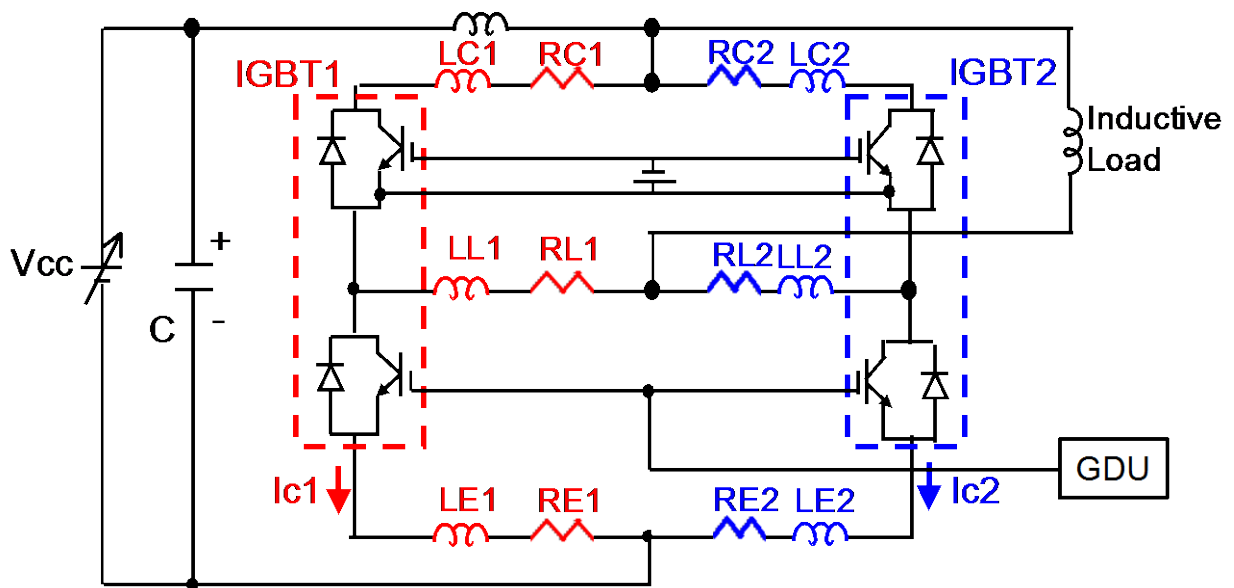 LC1 RC1 RC2 LC2
IGBT1 IGBT2
Inductive
Load
+
LL1 RL1 RL2 LL2
Vcc
C
-
Ic1 Ic2
GDU
LE1 RE1 RE2 LE2